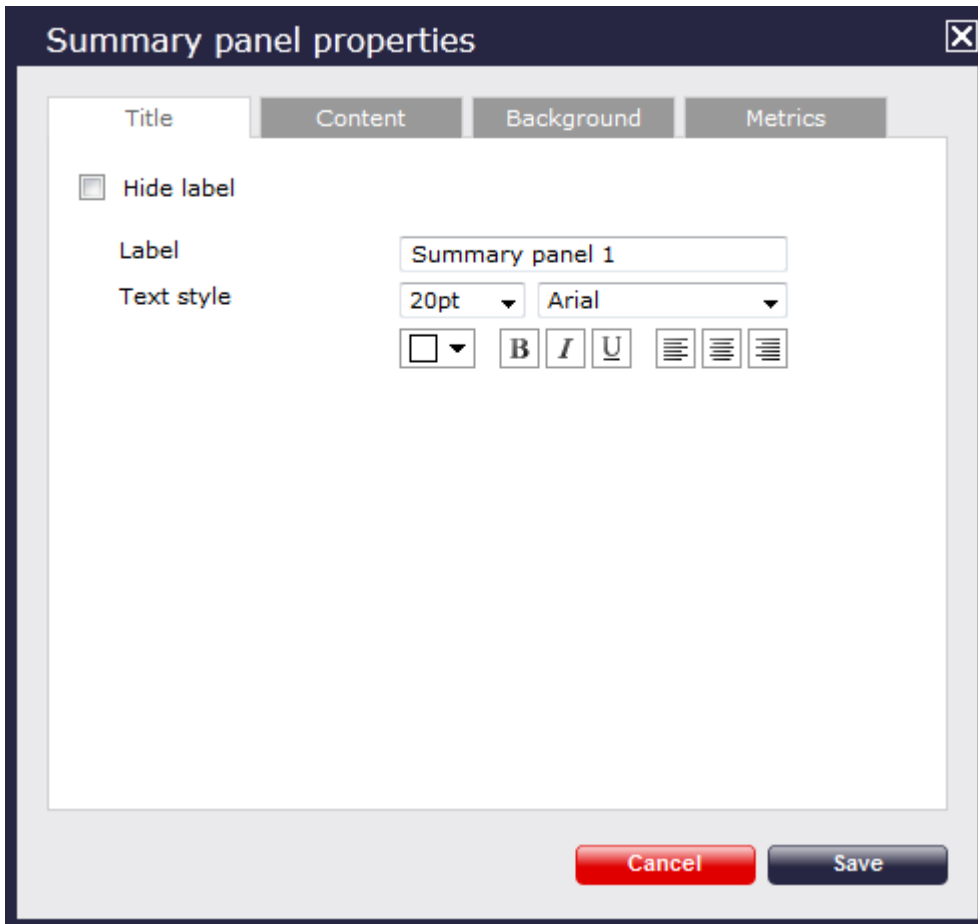 Summary panel properties
Title Content Background Metrics
Hide label
Label Summary panel 1
Text style 20pt Arial
B I U
Cancel Save